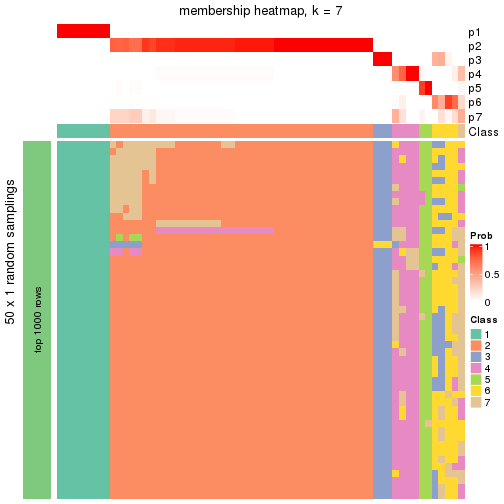 membership heatmap, k = 7
p1
p2
p3
p4
p5
p6
p7
Class
50 x 1 random samplings
top 1000 rows
Prob
1
0.5
0
Class
1
2
3
4
5
6
7